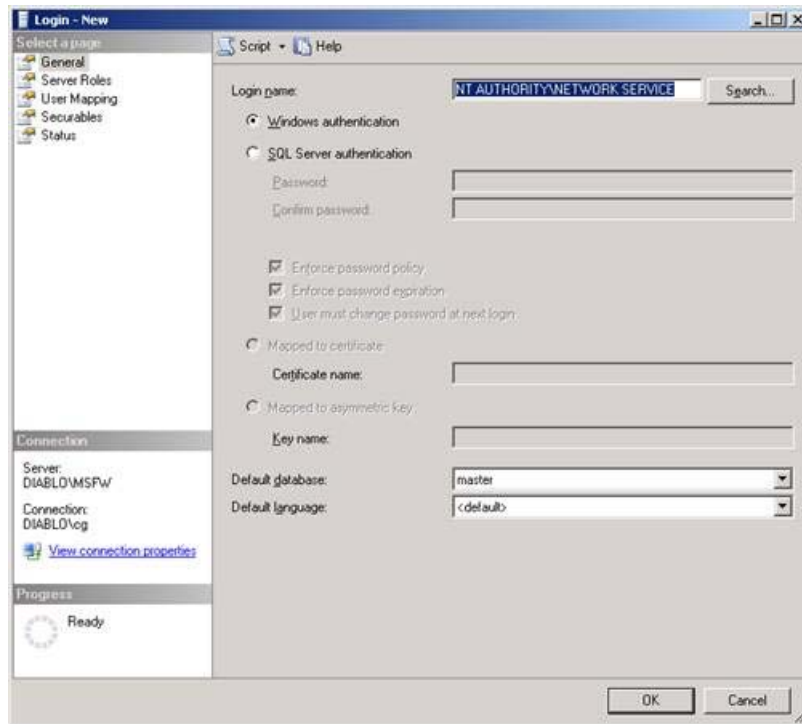 Login - New
Select a page
General
Server Roles
User Mapping
Securables
Status
Script
Help
Login name:
NT AUTHORITY\NETWORK SERVICE
Search...
Windows authentication
SQL Server authentication
Password:
Confirm password:
Enforce password policy
Enforce password expiration
User must change password at next login
Mapped to certificate
Certificate name:
Mapped to asymmetric key
Key name:
Default database:
master
Default language:
<default>
Connection
Server:
DIABLO\MSFW
Connection:
DIABLO\cg
View connection properties
Progress
Ready
OK
Cancel